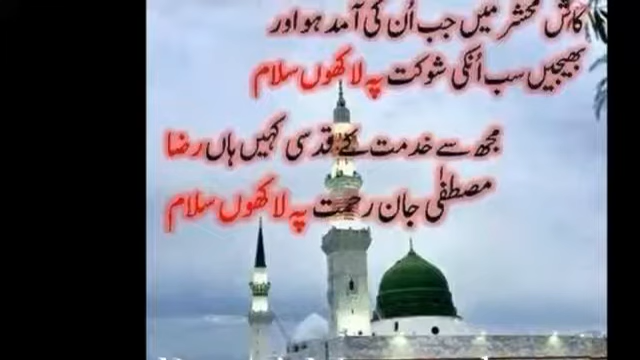 کاش محشر میں جب اُن کی آمد ہو اور
بھیجیں سب اُنکی شوکت پہ لاکھوں سلام
مجھ سے خدمت کے قدسی کہیں ہاں رضا
مصطفٰی جان رحمت پہ لاکھوں سلام